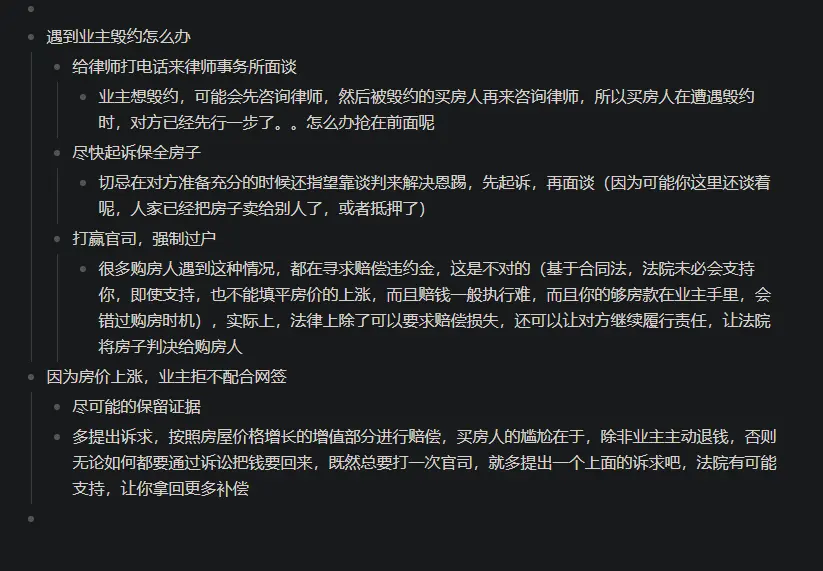 遇到业主毁约怎么办
给律师打电话来律师事务所面谈
业主想毁约，可能会先咨询律师，然后被毁约的买房人再来咨询律师，所以买房人在遭遇毁约
时，对方已经先行一步了。。怎么办抢在前面呢
尽快起诉保全房子
切忌在对方准备充分的时候还指望靠谈判来解决恩踢，先起诉，再面谈（因为可能你这里还谈着
呢，人家已经把房子卖给别人了，或者抵押了）
打赢官司，强制过户
很多购房人遇到这种情况，都在寻求赔偿违约金，这是不对的（基于合同法，法院未必会支持
你，即使支持，也不能填平房价的上涨，而且赔钱一般执行难，而且你的够房款在业主手里，会
错过购房时机），实际上，法律上除了可以要求赔偿损失，还可以让对方继续履行责任，让法院
将房子判决给购房人
因为房价上涨，业主拒不配合网签
尽可能的保留证据
多提出诉求，按照房屋价格增长的增值部分进行赔偿，买房人的尴尬在于，除非业主主动退钱，否则
无论如何都要通过诉讼把钱要回来，既然总要打一次官司，就多提出一个上面的诉求吧，法院有可能
支持，让你拿回更多补偿